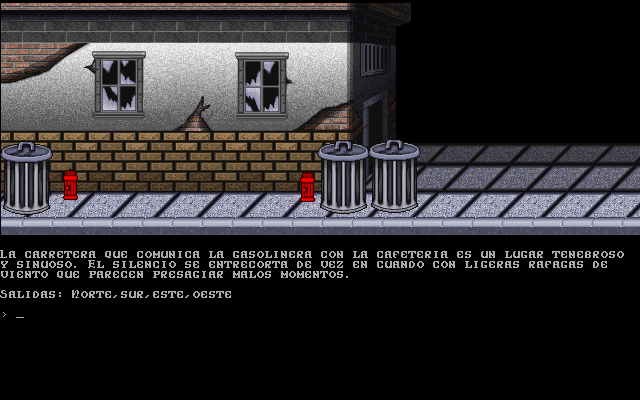 La carretera que comunica la gasolinera con la cafeteria es un lugar tenebroso
y sinuoso. El silencio se entrecorta de vez en cuando con ligeras rafagas de
viento que parecen presagiar malos momentos.
Salidas: Norte,sur,este,oeste
> _